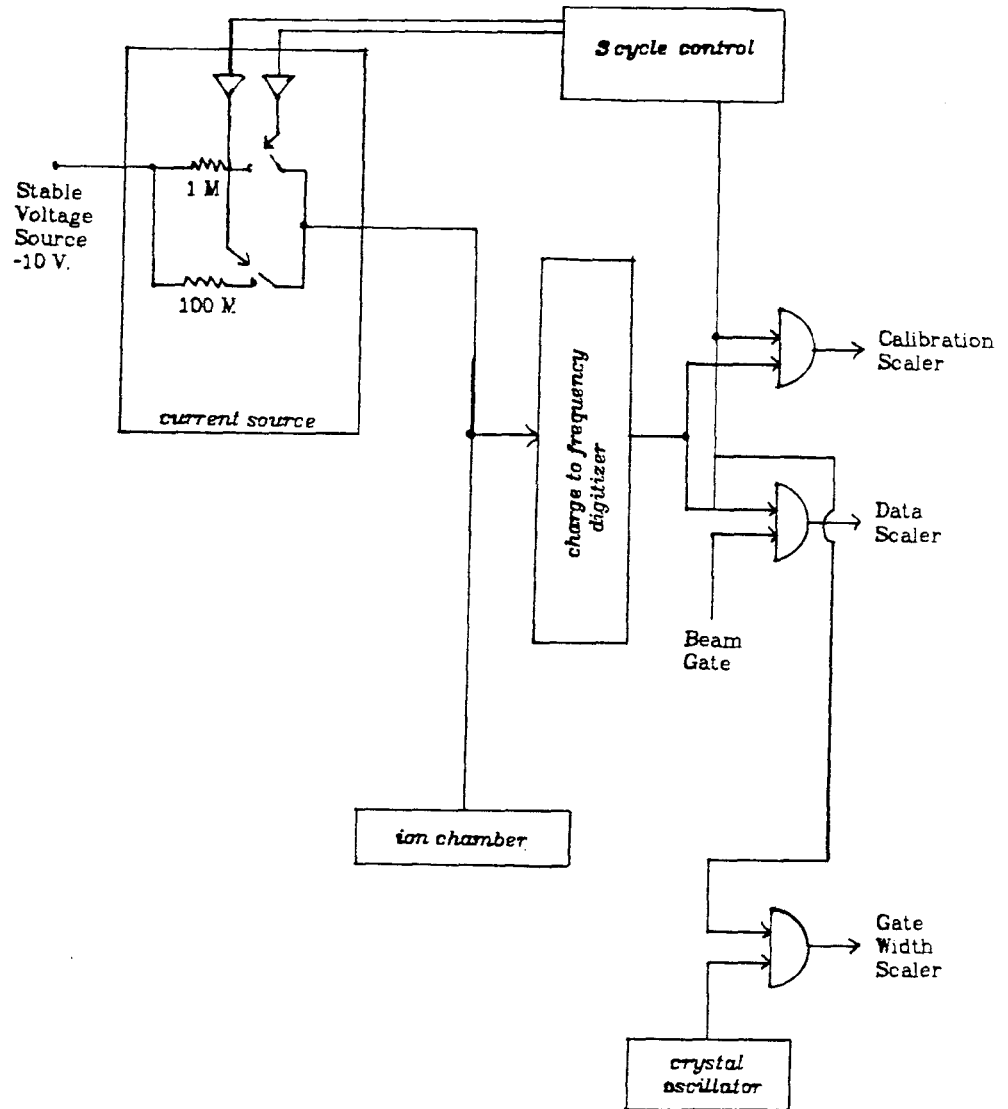 3 cycle control
1 M
Stable
Voltage
Source
-10 V.
100 M
current source
charge to frequency
digitizer
Calibration
Scaler
Data
Scaler
Beam
Gate
ion chamber
Gate
Width
Scaler
crystal
oscillator